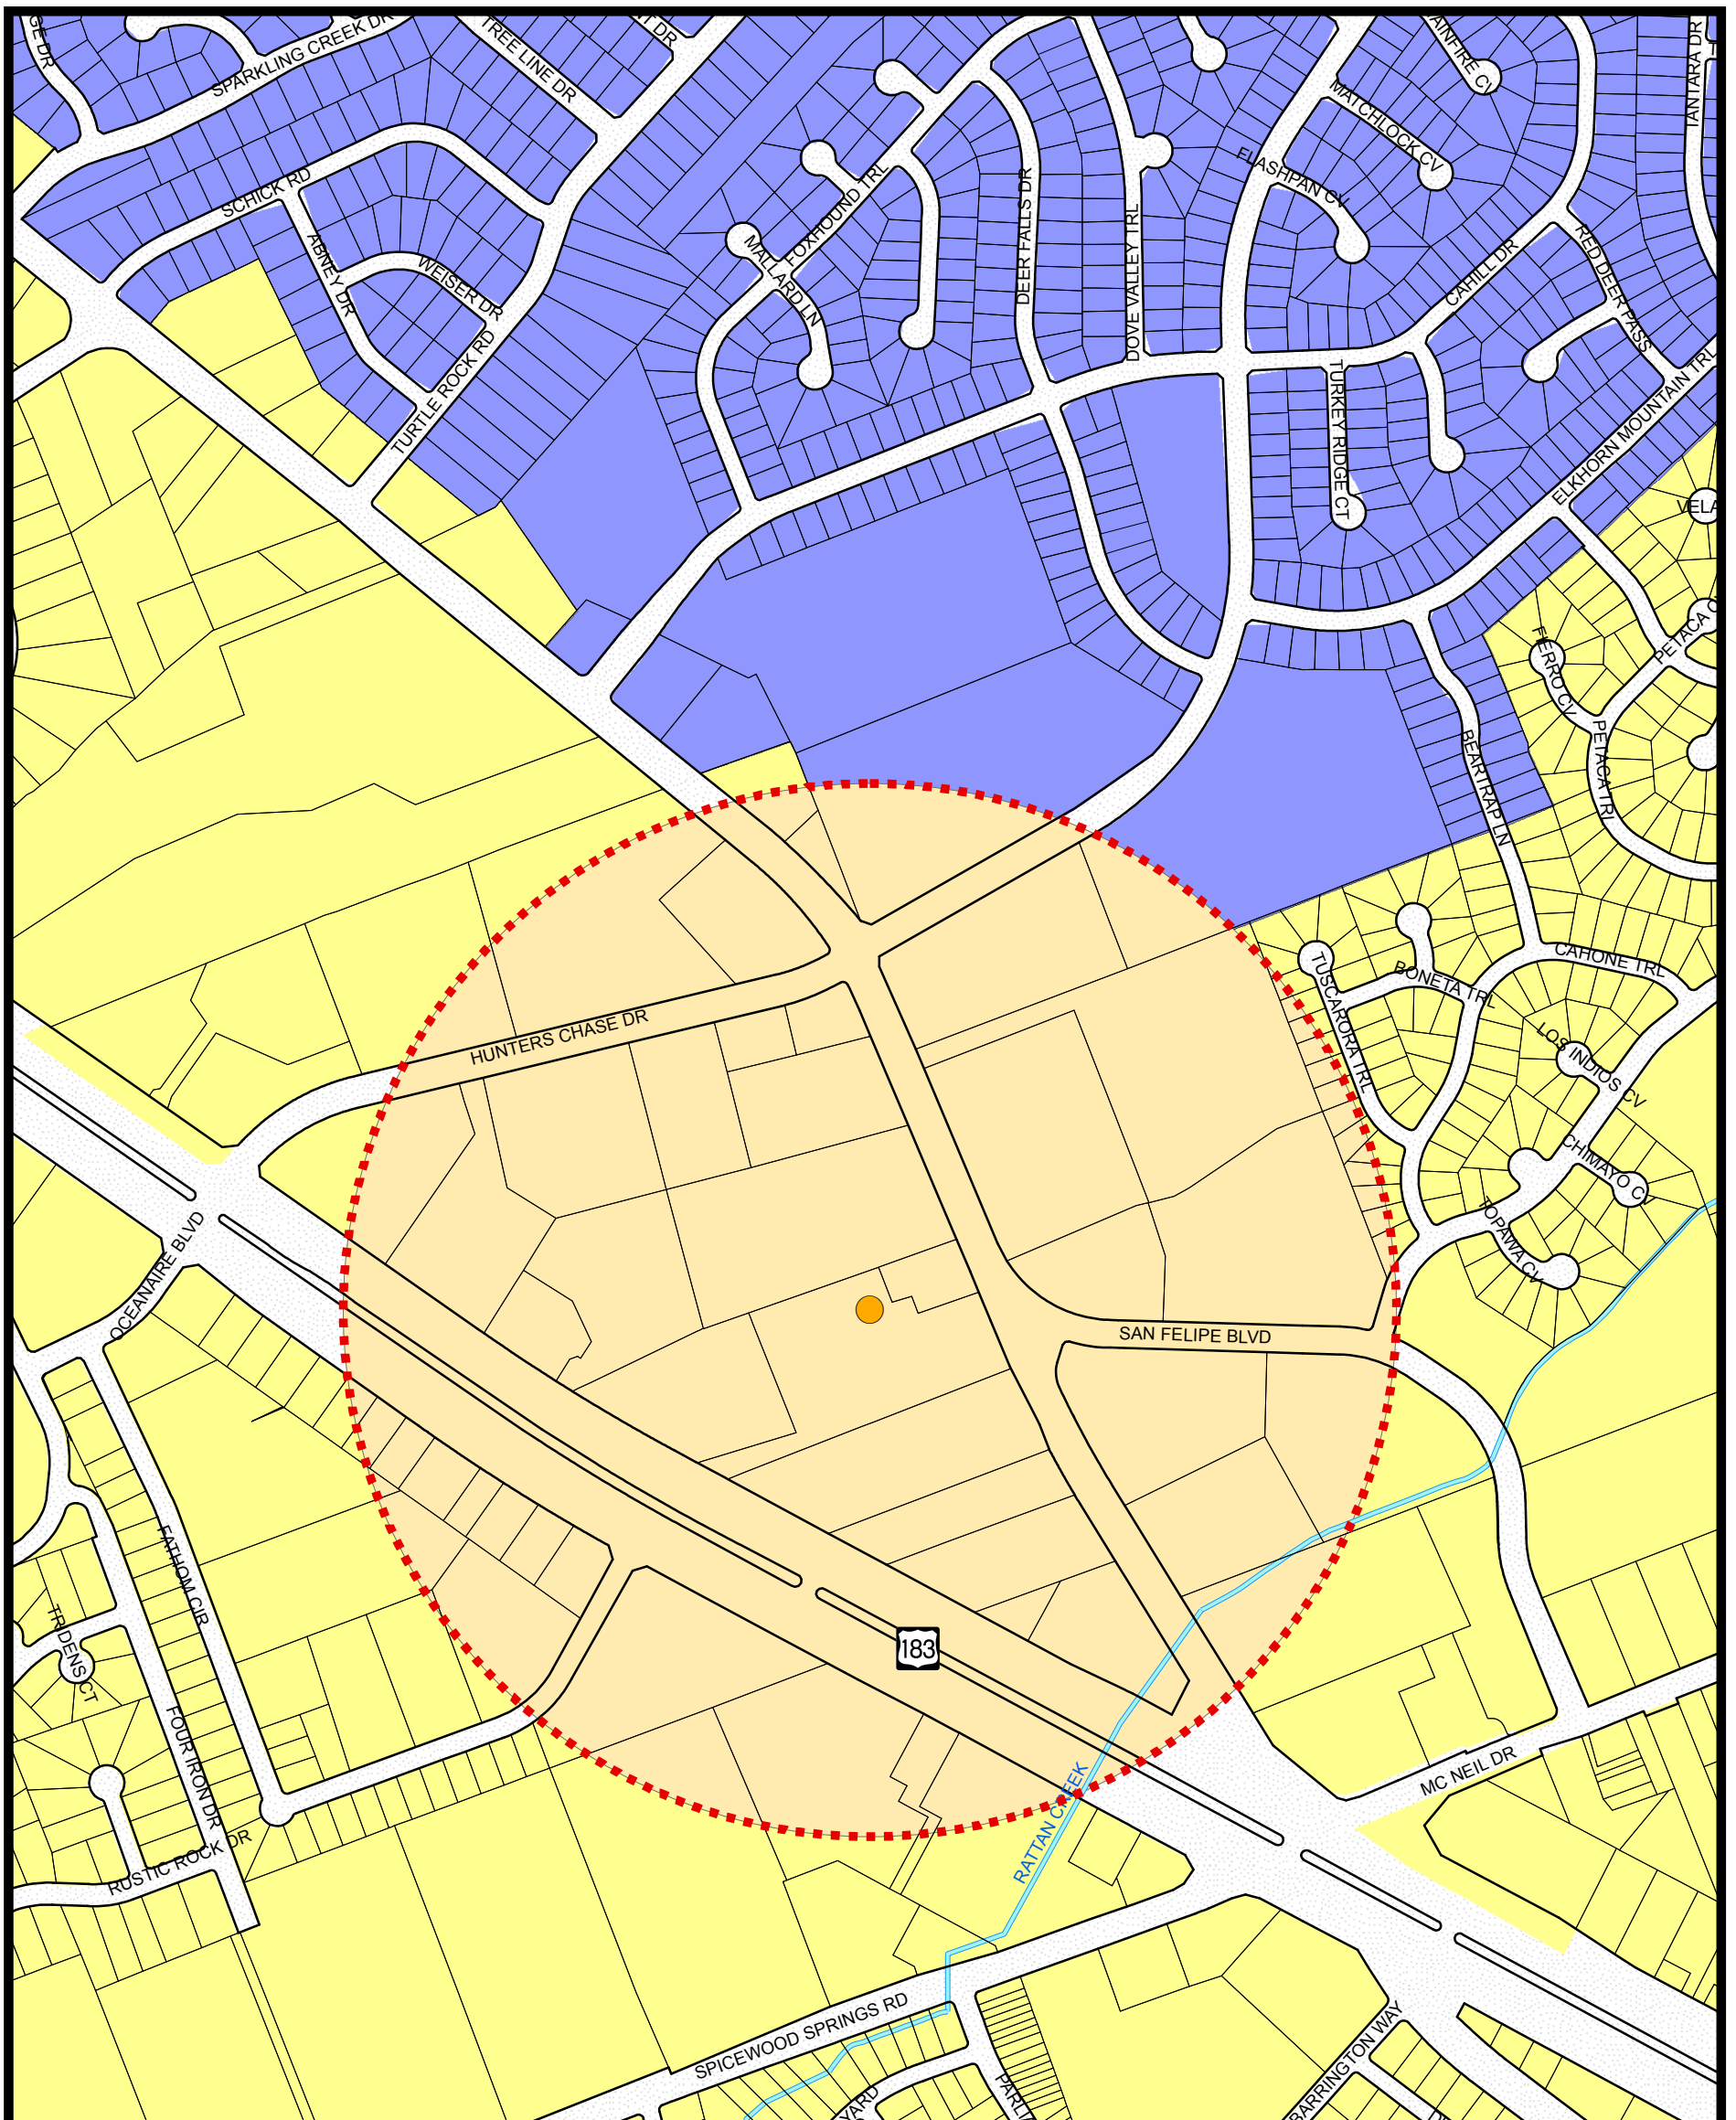 SPARKLING CREEK DR
TREE LINE DR
SCHICK RD
ABNEY DR
WEISER DR
TURTLE ROCK RD
MALLARD LN
FOXHOUND TRL
DEER FALLS DR
DOVE VALLEY TRL
FLASHPAN CV
MATCHLOCK CV
CAHILL DR
RED DEER PASS
TURKEY RIDGE CT
ELKHORN MOUNTAIN TRL
FIERRO CV
PETACA TRL
BEARTRAP LN
CAHONE TRL
BONETA TRL
TUSCARORA TRL
LOS INDIOS CV
CHIMAYO CV
TOPAWA CV
HUNTERS CHASE DR
OCEANAIRE BLVD
SAN FELIPE BLVD
FATHOM CIR
TRIDENS CT
FOUR IRON DR
RUSTIC ROCK DR
183
RATTAN CREEK
MC NEIL DR
SPICEWOOD SPRINGS RD
BARRINGTON WAY